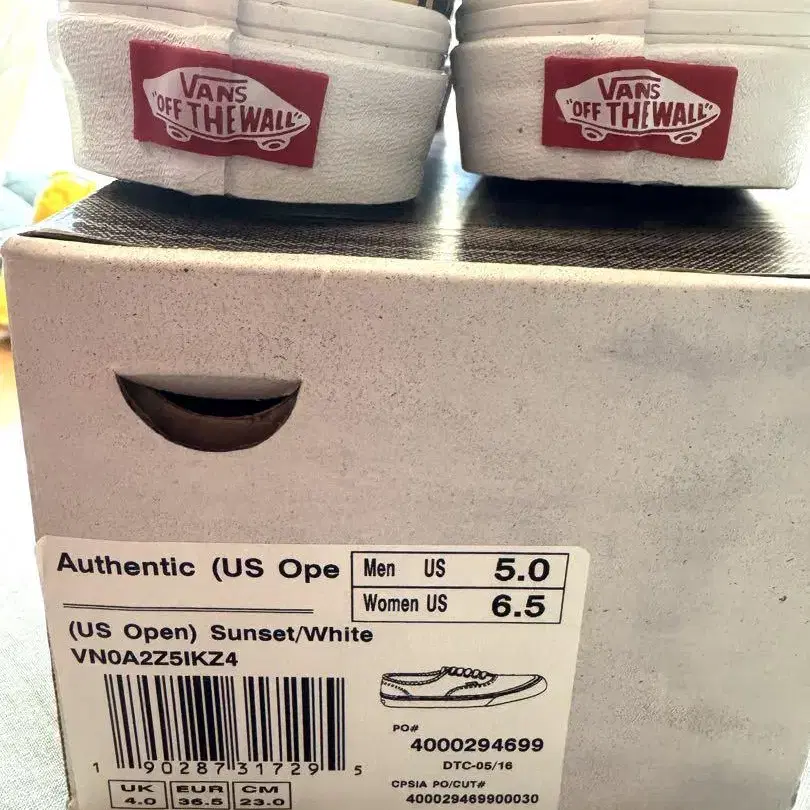 VANS
"OFF THE WALL"
VANS
"OFF THE WALL"
Authentic (US Ope
Men US 5.0
Women US 6.5
(US Open) Sunset/White
VN0A2Z5IKZ4
1 90287 31729 5
PO#
4000294699
DTC-05/16
CPSIA PO/CUT#
400029469900030
UK EUR CM
4.0 36.5 23.0